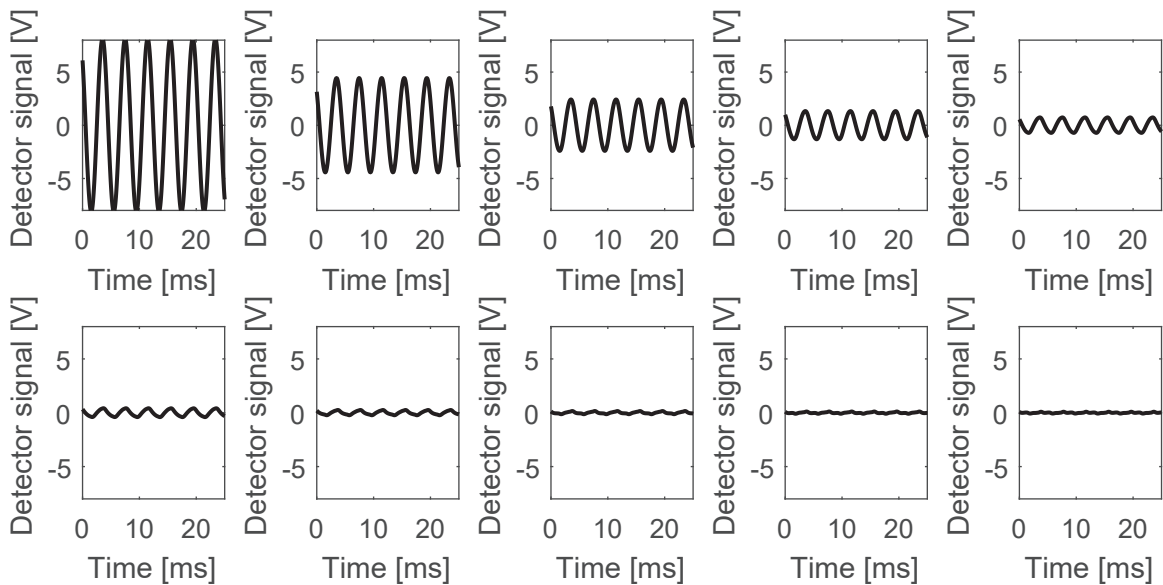 Detector signal [V] Detector signal [V] Detector signal [V] Detector signal [V] Detector signal [V]
5 5 5 5 5
0 0 0 0 0
-5 -5 -5 -5 -5
0 10 20 0 10 20 0 10 20 0 10 20 0 10 20
Time [ms] Time [ms] Time [ms] Time [ms] Time [ms]
Detector signal [V] Detector signal [V] Detector signal [V] Detector signal [V] Detector signal [V]
5 5 5 5 5
0 0 0 0 0
-5 -5 -5 -5 -5
0 10 20 0 10 20 0 10 20 0 10 20 0 10 20
Time [ms] Time [ms] Time [ms] Time [ms] Time [ms]